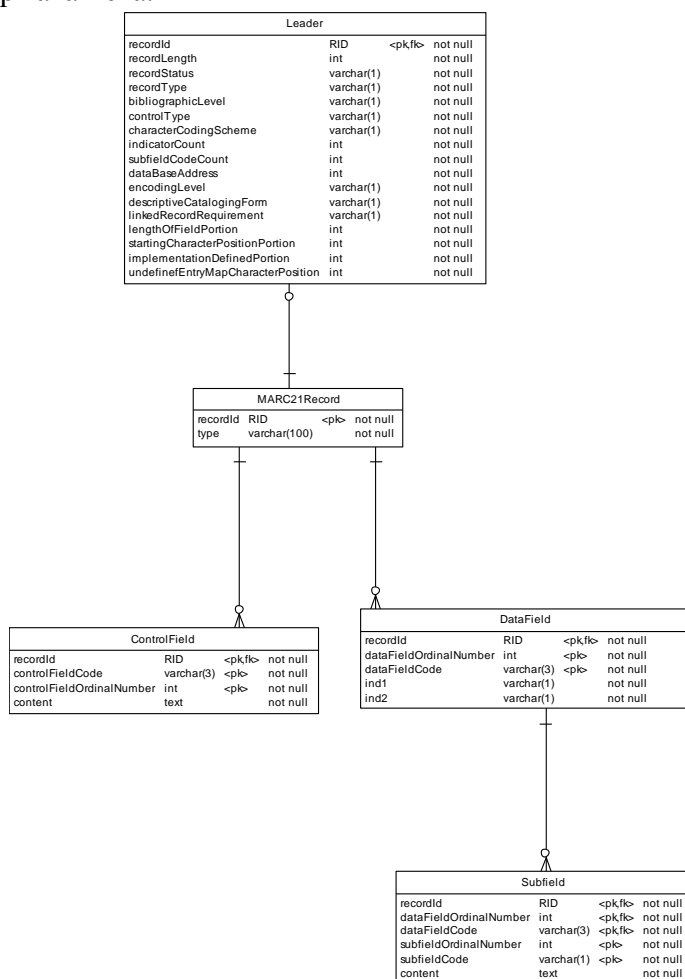 Leader
recordId RID <pk,fk> not null
recordLength int not null
recordStatus varchar(1) not null
recordType varchar(1) not null
bibliographicLevel varchar(1) not null
controlType varchar(1) not null
characterCodingScheme varchar(1) not null
indicatorCount int not null
subfieldCodeCount int not null
dataBaseAddress int not null
encodingLevel varchar(1) not null
descriptiveCatalogingForm varchar(1) not null
linkedRecordRequirement varchar(1) not null
lengthOfFieldPortion int not null
startingCharacterPositionPortion int not null
implementationDefinedPortion int not null
undefinefEntryMapCharacterPosition int not null
MARC21Record
recordId RID <pk> not null
type varchar(100) not null
ControlField
recordId RID <pk,fk> not null
controlFieldCode varchar(3) <pk> not null
controlFieldOrdinalNumber int <pk> not null
content text not null
DataField
recordId RID <pk,fk> not null
dataFieldOrdinalNumber int <pk> not null
dataFieldCode varchar(3) <pk> not null
ind1 varchar(1) not null
ind2 varchar(1) not null
Subfield
recordId RID <pk,fk> not null
dataFieldOrdinalNumber int <pk,fk> not null
dataFieldCode varchar(3) <pk,fk> not null
subfieldOrdinalNumber int <pk> not null
subfieldCode varchar(1) <pk> not null
content text not null